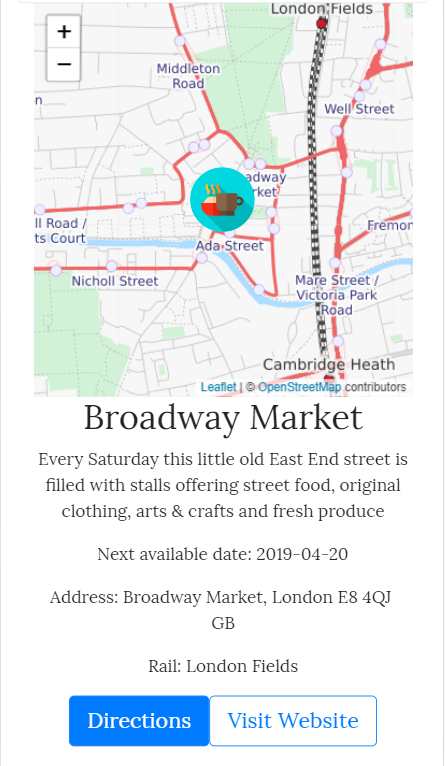 London Fields
+
Middleton
Road
−
n
Well Street
adway
rket
ll Road /
ts Court
Ada Street
Fremon
Nicholl Street
Mare Street /
Victoria Park
Road
Cambridge Heath
Leaflet | © OpenStreetMap contributors
Broadway Market
Every Saturday this little old East End street is
filled with stalls offering street food, original
clothing, arts & crafts and fresh produce
Next available date: 2019-04-20
Address: Broadway Market, London E8 4QJ
GB
Rail: London Fields
Directions
Visit Website